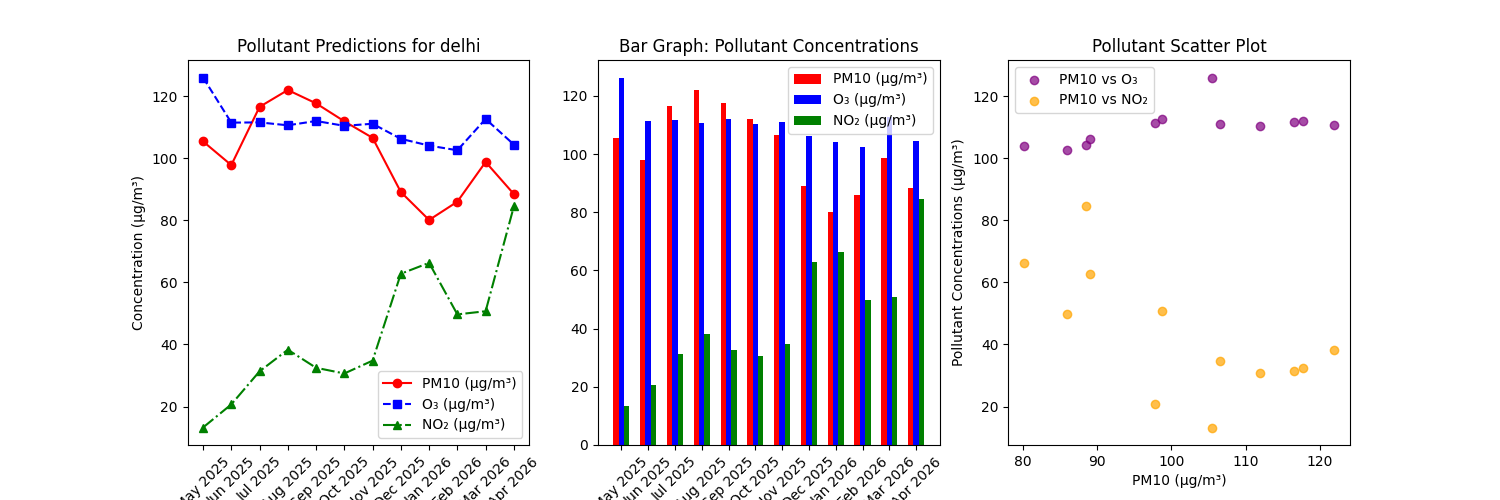 Pollutant Predictions for delhi
Concentration (µg/m³)
120
100
80
60
40
20
PM10 (µg/m³)
O₃ (µg/m³)
NO₂ (µg/m³)
May 2025
Jun 2025
Jul 2025
Aug 2025
Sep 2025
Oct 2025
Nov 2025
Dec 2025
Jan 2026
Feb 2026
Mar 2026
Apr 2026
Bar Graph: Pollutant Concentrations
120
100
80
60
40
20
0
PM10 (µg/m³)
O₃ (µg/m³)
NO₂ (µg/m³)
May 2025
Jun 2025
Jul 2025
Aug 2025
Sep 2025
Oct 2025
Nov 2025
Dec 2025
Jan 2026
Feb 2026
Mar 2026
Apr 2026
Pollutant Scatter Plot
Pollutant Concentrations (µg/m³)
120
100
80
60
40
20
PM10 vs O₃
PM10 vs NO₂
80 90 100 110 120
PM10 (µg/m³)